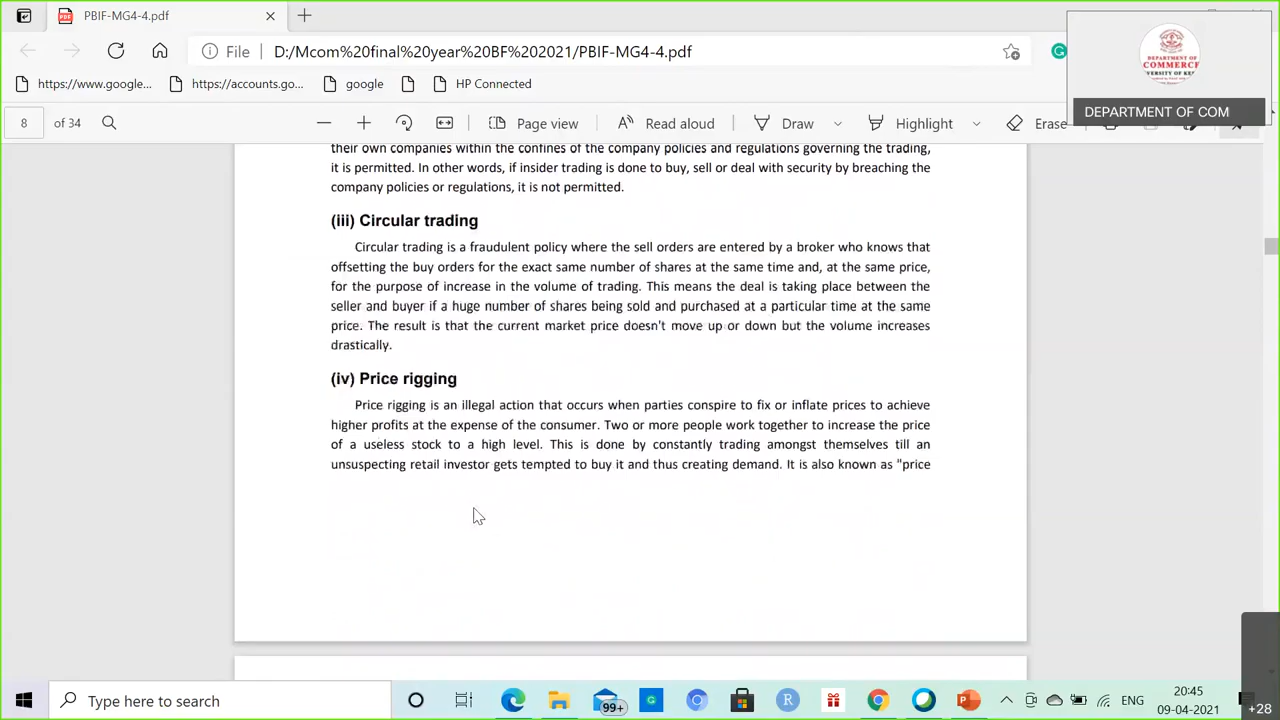 PBIF-MG4-4.pdf
File D:/Mcom%20final%20year%20BF%202021/PBIF-MG4-4.pdf
https://www.google... https://accounts.go... google Connected
DEPARTMENT OF
COMMERCE
DEPARTMENT OF COM
8 of 34 Page view Read aloud Draw Highlight Erase
their own companies within the confines of the company policies and regulations governing the trading,
it is permitted. In other words, if insider trading is done to buy, sell or deal with security by breaching the
company policies or regulations, it is not permitted.
(iii) Circular trading
Circular trading is a fraudulent policy where the sell orders are entered by a broker who knows that
offsetting the buy orders for the exact same number of shares at the same time and, at the same price,
for the purpose of increase in the volume of trading. This means the deal is taking place between the
seller and buyer if a huge number of shares being sold and purchased at a particular time at the same
price. The result is that the current market price doesn't move up or down but the volume increases
drastically.
(iv) Price rigging
Price rigging is an illegal action that occurs when parties conspire to fix or inflate prices to achieve
higher profits at the expense of the consumer. Two or more people work together to increase the price
of a useless stock to a high level. This is done by constantly trading amongst themselves till an
unsuspecting retail investor gets tempted to buy it and thus creating demand. It is also known as "price
Type here to search 99+ R ENG 20:45
09-04-2021
+28